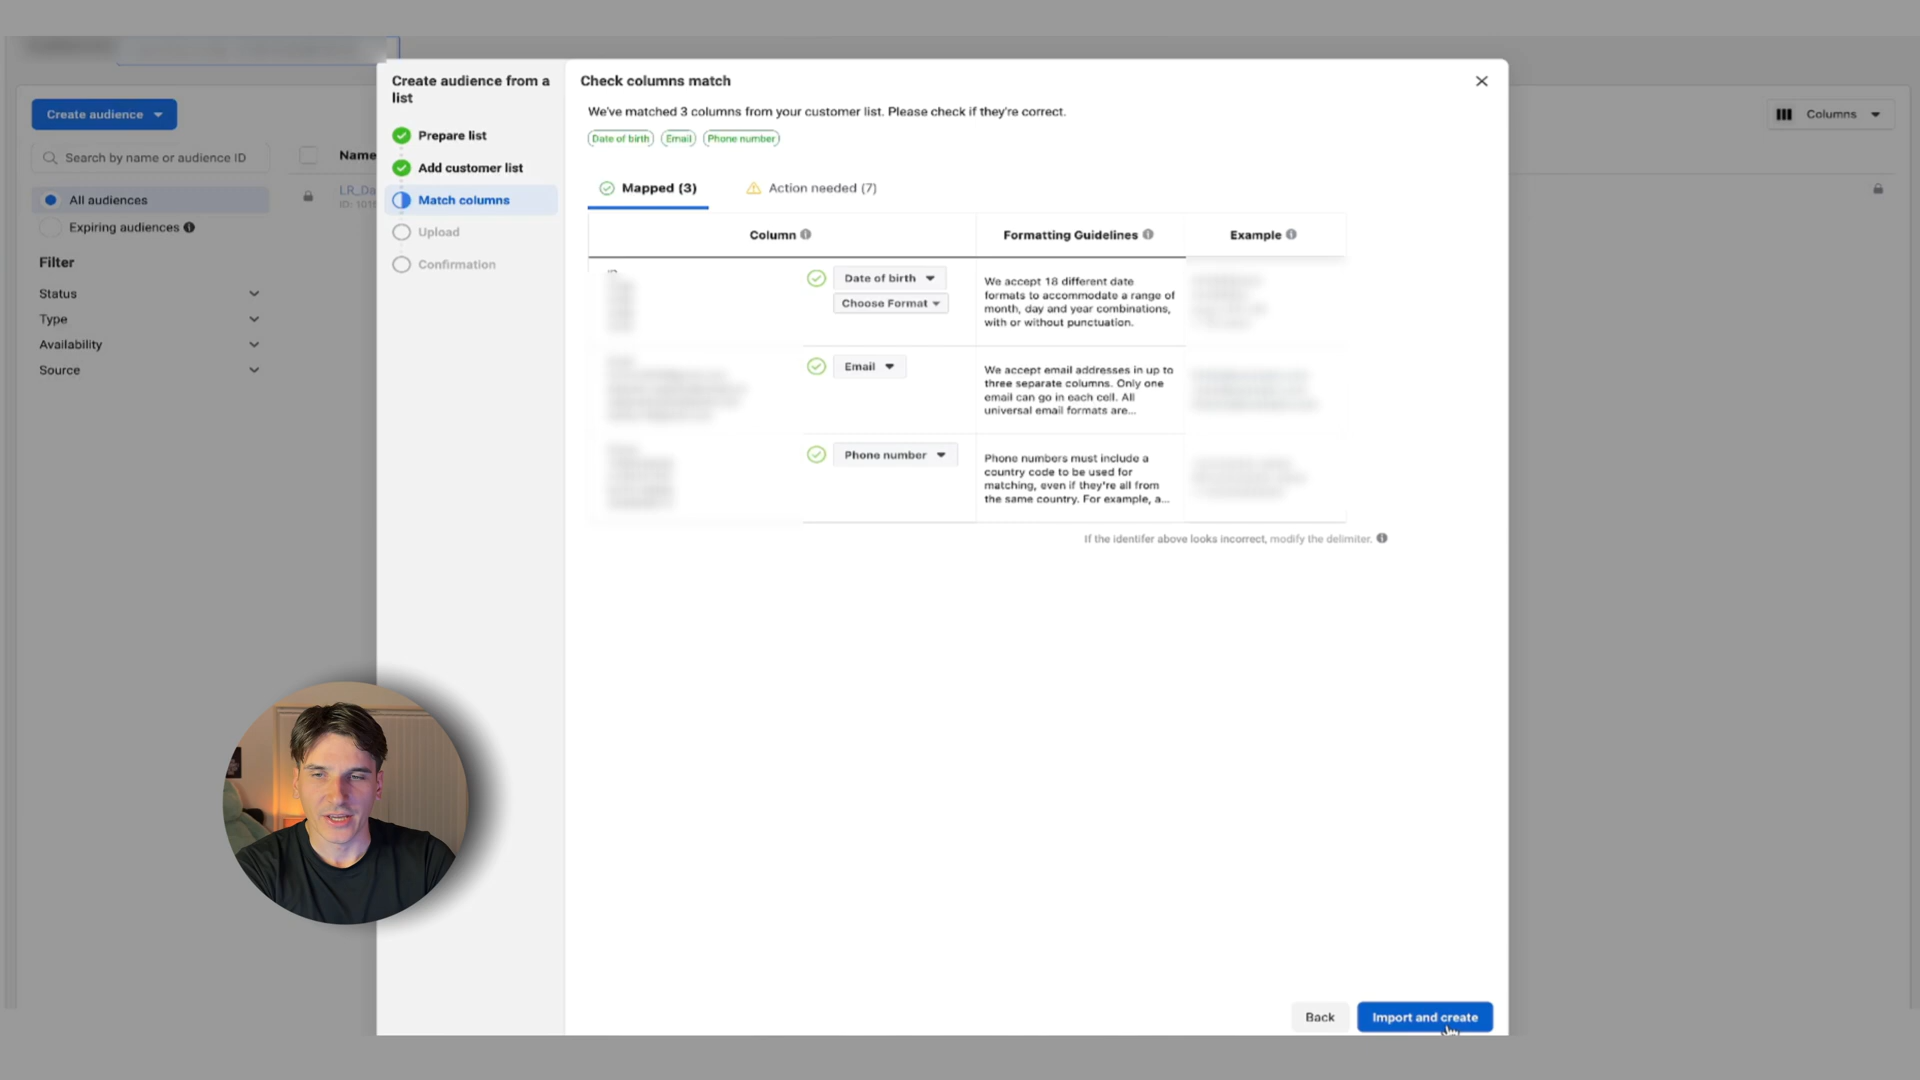 Create audience
Search by name or audience ID
All audiences
Expiring audiences
Filter
Status
Type
Availability
Source
Name
LR_Da
Columns
Create audience from a
list
Prepare list
Add customer list
Match columns
Upload
Confirmation
Check columns match
We've matched 3 columns from your customer list. Please check if they're correct.
Date of birth Email Phone number
Mapped (3) Action needed (7)
Column Formatting Guidelines Example
Date of birth
Choose Format
We accept 18 different date
formats to accommodate a range of
month, day and year combinations,
with or without punctuation.
Email
We accept email addresses in up to
three separate columns. Only one
email can go in each cell. All
universal email formats are...
Phone number
Phone numbers must include a
country code to be used for
matching, even if they're all from
the same country. For example, a...
If the identifer above looks incorrect, modify the delimiter.
Back Import and create